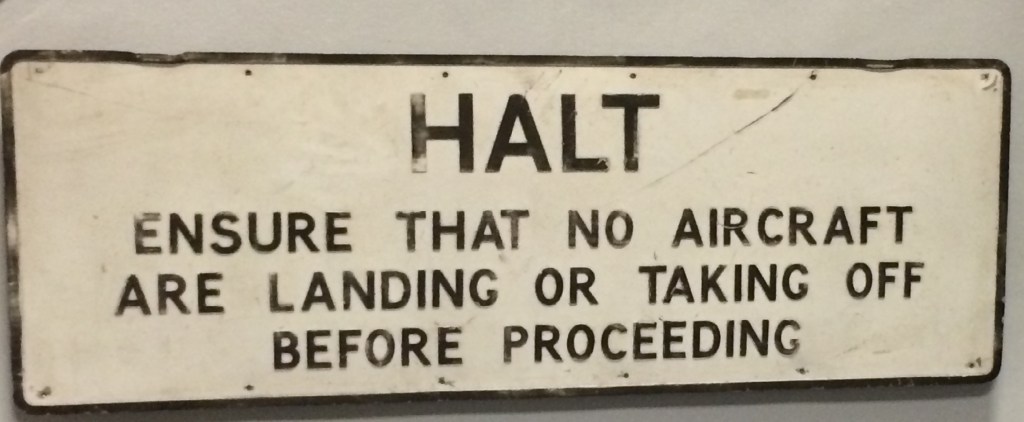 HALT
ENSURE THAT NO AIRCRAFT
ARE LANDING OR TAKING OFF
BEFORE PROCEEDING